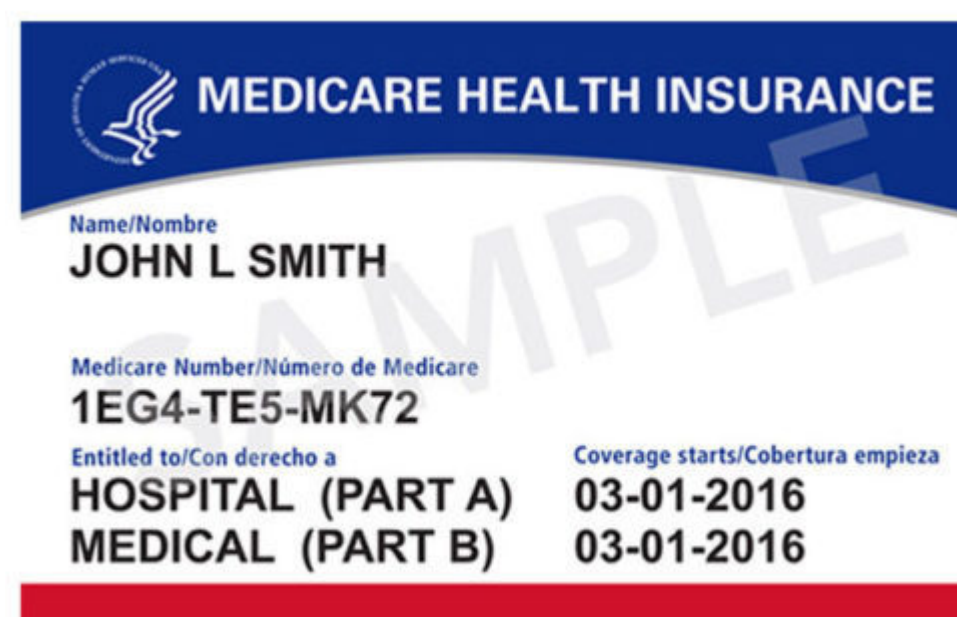 MEDICARE HEALTH INSURANCE
Name/Nombre
JOHN L SMITH
Medicare Number/Número de Medicare
1EG4-TE5-MK72
Entitled to/Con derecho a
Coverage starts/Cobertura empieza
HOSPITAL (PART A) 03-01-2016
MEDICAL (PART B) 03-01-2016
SAMPLE